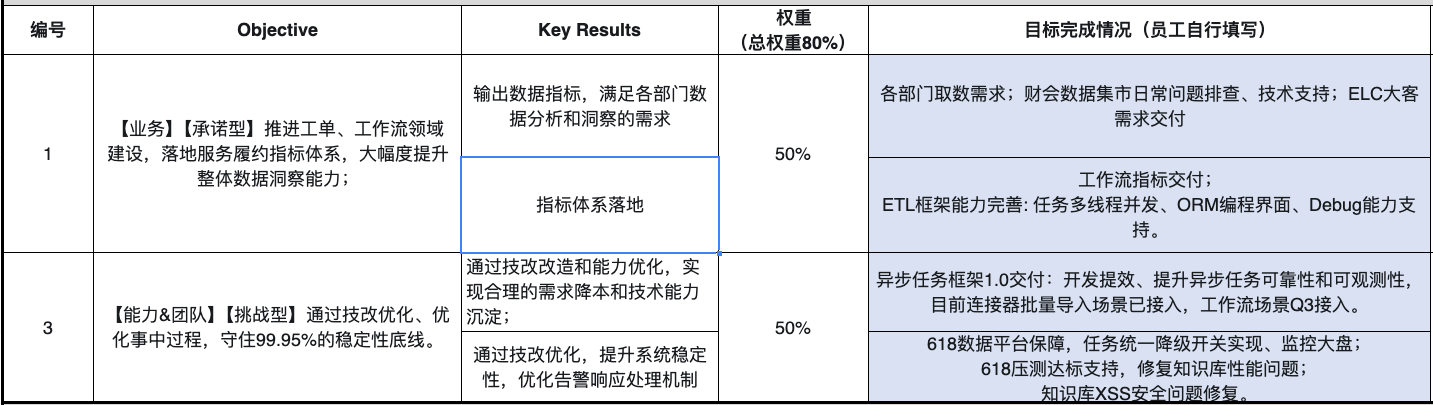 编号
Objective
Key Results
权重
（总权重80%）
目标完成情况（员工自行填写）
1
【业务】【承诺型】推进工单、工作流领域
建设，落地服务履约指标体系，大幅度提升
整体数据洞察能力；
输出数据指标，满足各部门数
据分析和洞察的需求
50%
各部门取数需求；财会数据集市日常问题排查、技术支持；ELC大客
需求交付
指标体系落地
工作流指标交付；
ETL框架能力完善: 任务多线程并发、ORM编程界面、Debug能力支
持。
3
【能力&团队】【挑战型】通过技改优化、优
化事中过程，守住99.95%的稳定性底线。
通过技改改造和能力优化，实
现合理的需求降本和技术能力
沉淀；
50%
异步任务框架1.0交付：开发提效、提升异步任务可靠性和可观测性，
目前连接器批量导入场景已接入，工作流场景Q3接入。
通过技改优化，提升系统稳定
性，优化告警响应处理机制
618数据平台保障，任务统一降级开关实现、监控大盘；
618压测达标支持，修复知识库性能问题；
知识库XSS安全问题修复。